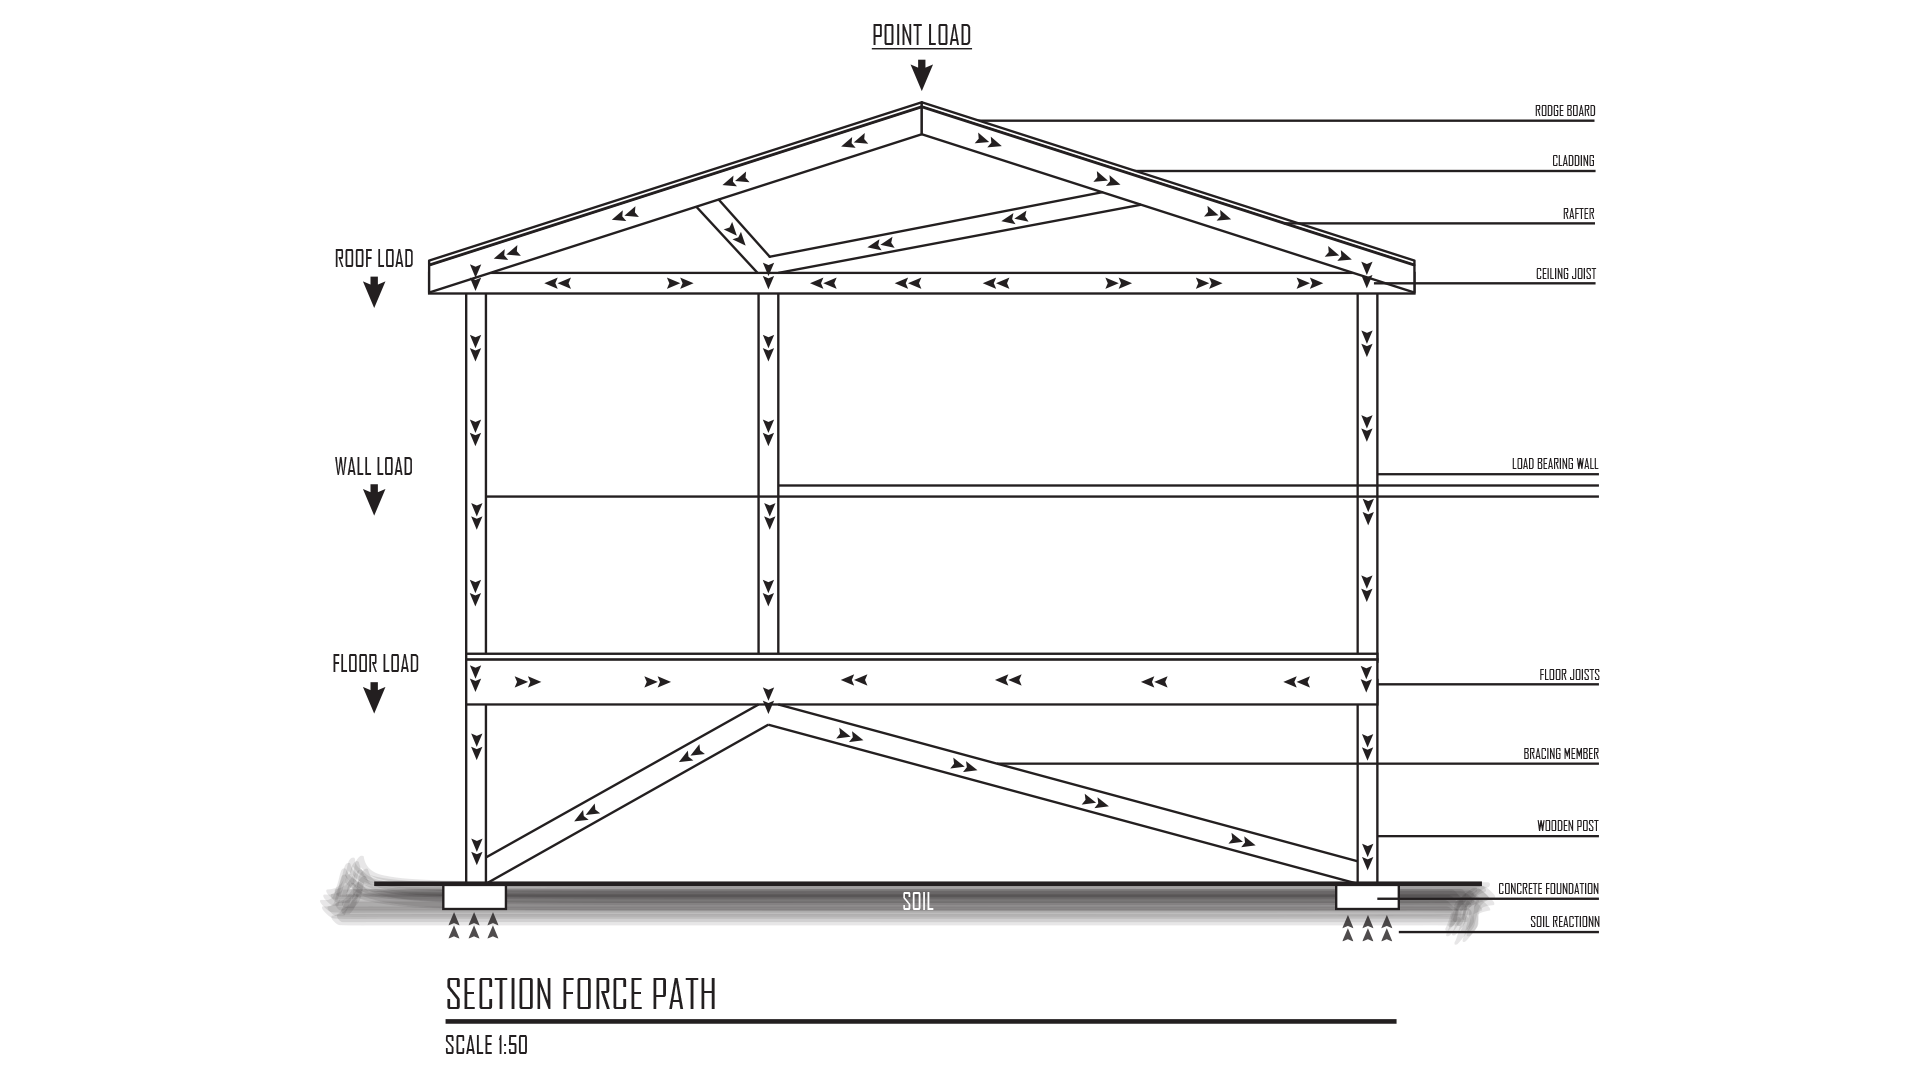 POINT LOAD
RODGE BOARD
CLADDING
RAFTER
ROOF LOAD
CEILING JOIST
WALL LOAD
LOAD BEARING WALL
FLOOR LOAD
FLOOR JOISTS
BRACING MEMBER
WOODEN POST
CONCRETE FOUNDATION
SOIL
SOIL REACTIONN
SECTION FORCE PATH
SCALE 1:50